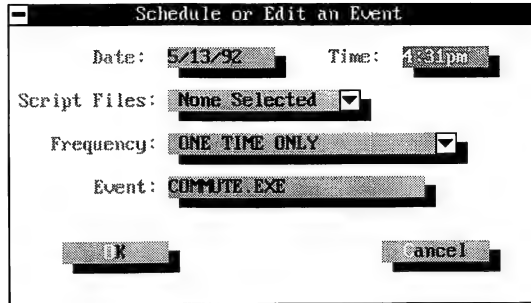 Schedule or Edit an Event
Date: 5/13/92 Time: 4:31pm
Script Files: None Selected
Frequency: ONE TIME ONLY
Event: COMMUTE.EXE
OK Cancel